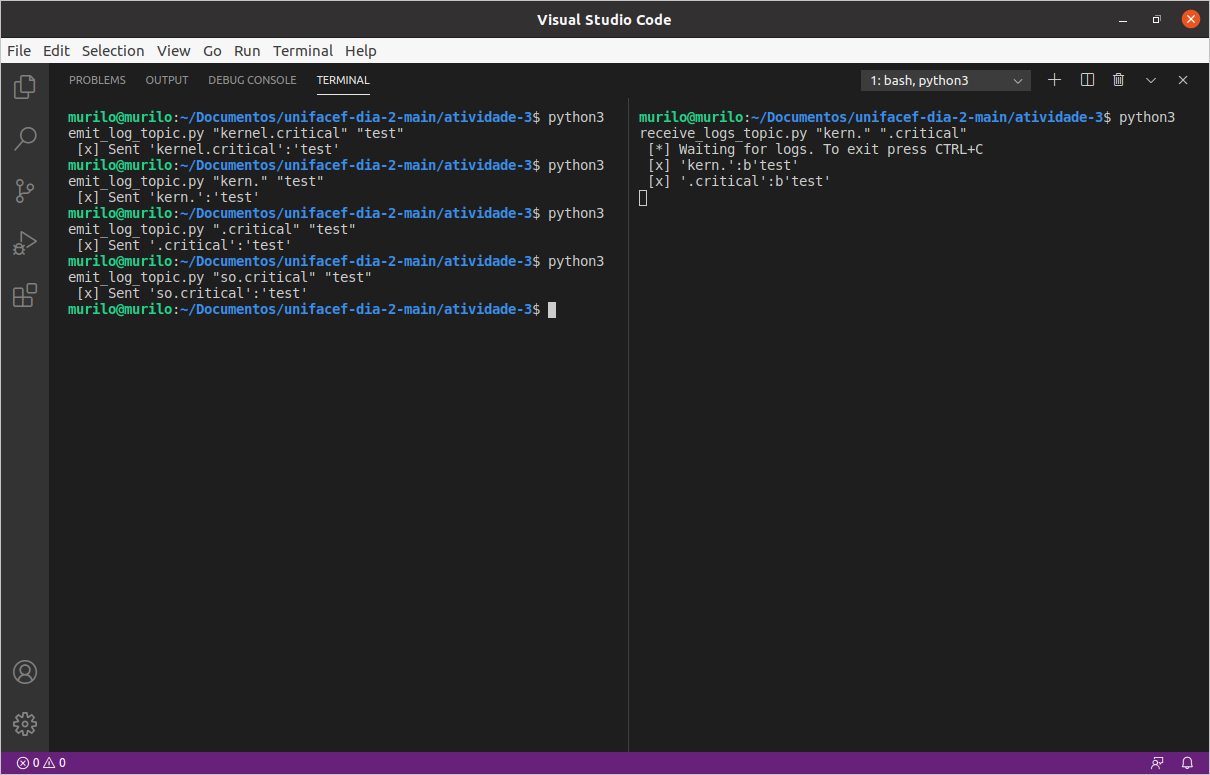 Visual Studio Code
File Edit Selection View Go Run Terminal Help
PROBLEMS OUTPUT DEBUG CONSOLE TERMINAL 1: bash, python3
murilo@murilo:~/Documentos/unifacef-dia-2-main/atividade-3$ python3
emit_log_topic.py "kernel.critical" "test"
[x] Sent 'kernel.critical':'test'
murilo@murilo:~/Documentos/unifacef-dia-2-main/atividade-3$ python3
emit_log_topic.py "kern." "test"
[x] Sent 'kern.':'test'
murilo@murilo:~/Documentos/unifacef-dia-2-main/atividade-3$ python3
emit_log_topic.py ".critical" "test"
[x] Sent '.critical':'test'
murilo@murilo:~/Documentos/unifacef-dia-2-main/atividade-3$ python3
emit_log_topic.py "so.critical" "test"
[x] Sent 'so.critical':'test'
murilo@murilo:~/Documentos/unifacef-dia-2-main/atividade-3$
murilo@murilo:~/Documentos/unifacef-dia-2-main/atividade-3$ python3
receive_logs_topic.py "kern." ".critical"
[*] Waiting for logs. To exit press CTRL+C
[x] 'kern.':b'test'
[x] '.critical':b'test'
0 0